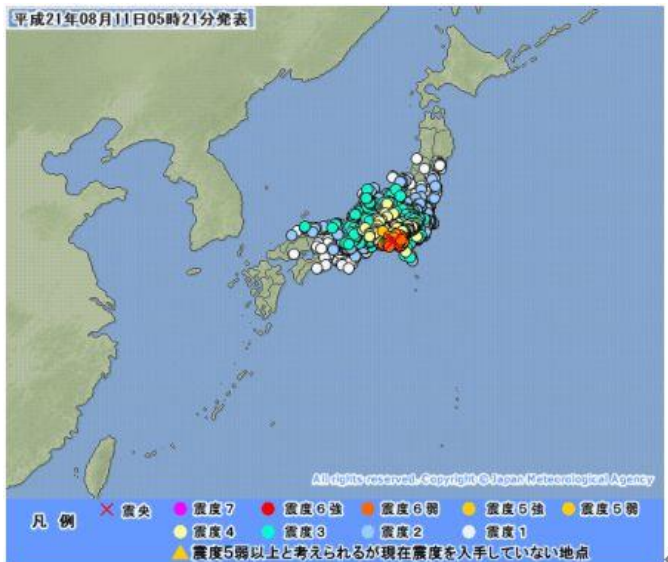 平成21年08月11日05時21分発表
All rights reserved. Copyright © Japan Meteorological Agency
凡例 震央 震度7 震度6強 震度6弱 震度5強 震度5弱
震度4 震度3 震度2 震度1
震度5弱以上と考えられるが現在震度を入手していない地点